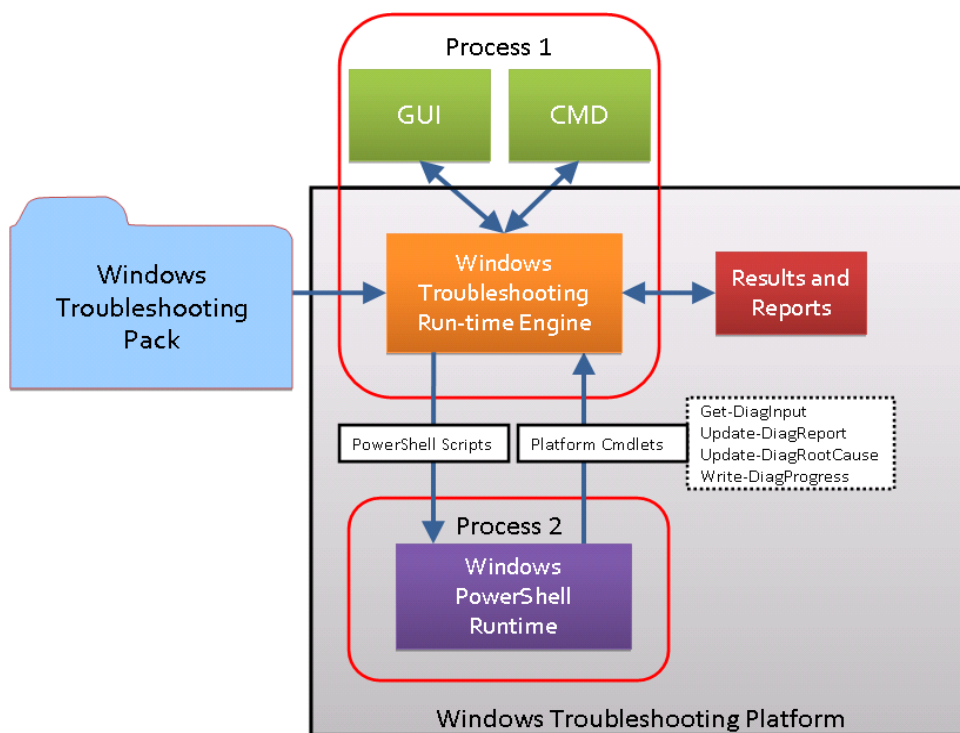 Process 1
GUI
CMD
Windows
Troubleshooting
Pack
Windows
Troubleshooting
Run-time Engine
Results and
Reports
PowerShell Scripts
Platform Cmdlets
Get-DiagInput
Update-DiagReport
Update-DiagRootCause
Write-DiagProgress
Process 2
Windows
PowerShell
Runtime
Windows Troubleshooting Platform